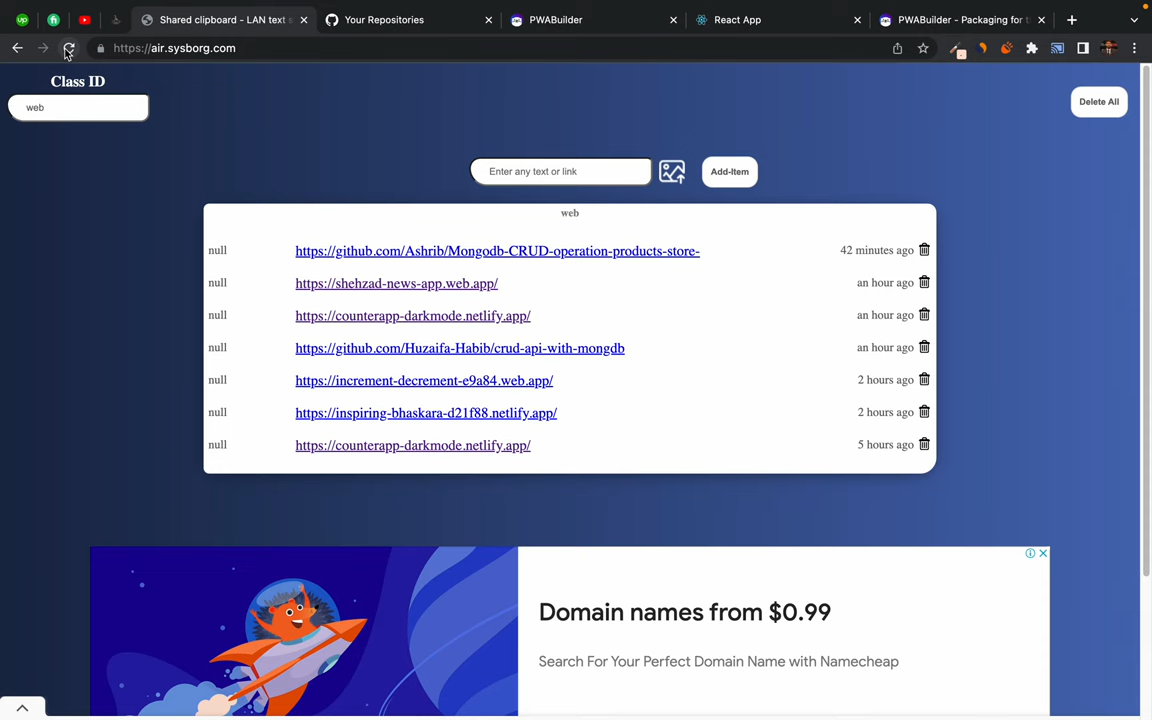 Shared clipboard - LAN text s
Your Repositories
PWABuilder
React App
PWABuilder - Packaging for t
https://air.sysborg.com
Class ID
web
Delete All
Enter any text or link
Add-Item
web
null https://github.com/Ashrib/Mongodb-CRUD-operation-products-store- 42 minutes ago
null https://shehzad-news-app.web.app/ an hour ago
null https://counterapp-darkmode.netlify.app/ an hour ago
null https://github.com/Huzaifa-Habib/crud-api-with-mongdb an hour ago
null https://increment-decrement-e9a84.web.app/ 2 hours ago
null https://inspiring-bhaskara-d21f88.netlify.app/ 2 hours ago
null https://counterapp-darkmode.netlify.app/ 5 hours ago
Domain names from $0.99
Search For Your Perfect Domain Name with Namecheap